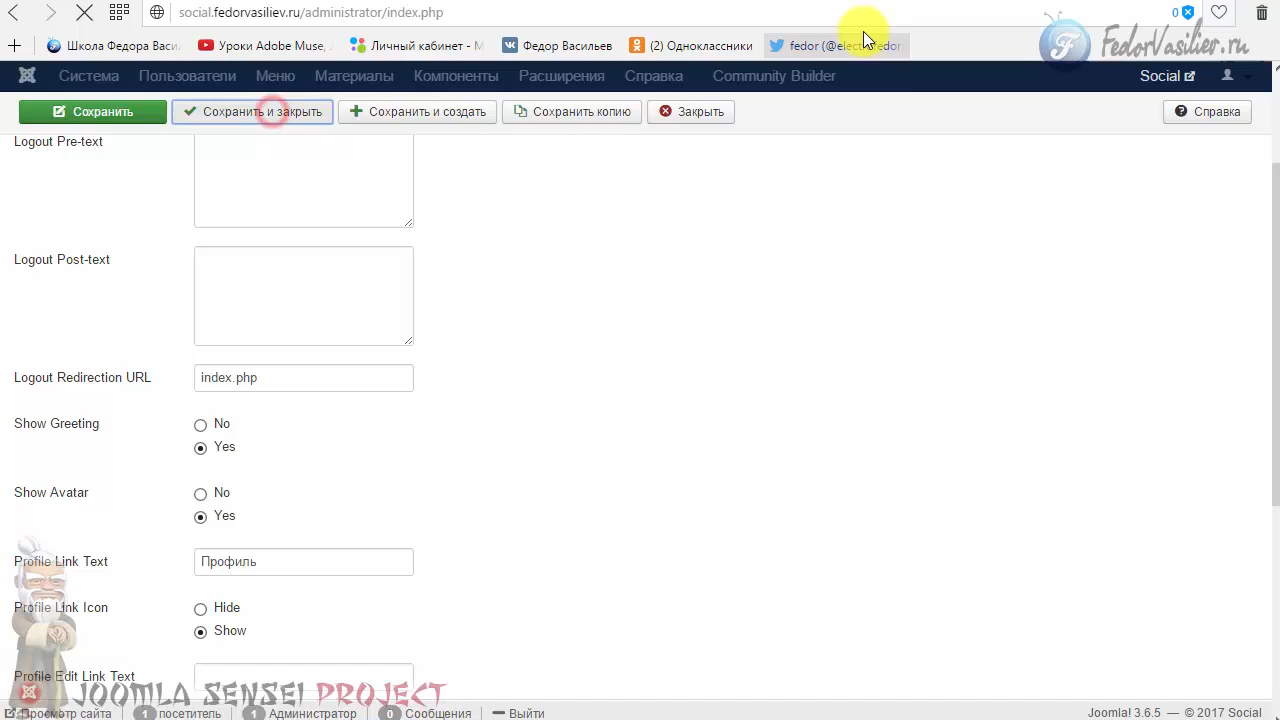 social.fedorvasiliev.ru/administrator/index.php
0
Школа Федора Васи
Уроки Adobe Muse,
Личный кабинет - М
Федор Васильев
(2) Одноклассники
fedor (@elect fedor
FedorVasiliev.ru
Система
Пользователи
Меню
Материалы
Компоненты
Расширения
Справка
Community Builder
Social
Сохранить
Сохранить и закрыть
Сохранить и создать
Сохранить копию
Закрыть
Справка
Logout Pre-text
Logout Post-text
Logout Redirection URL
index.php
Show Greeting
No
Yes
Show Avatar
No
Yes
Profile Link Text
Профиль
Profile Link Icon
Hide
Show
Profile Edit Link Text
JOOMLA SENSEI PROJECT
Просмотр сайта
1 посетитель
1 Администратор
0 Сообщения
Выйти
Joomla! 3.6.5 — © 2017 Social